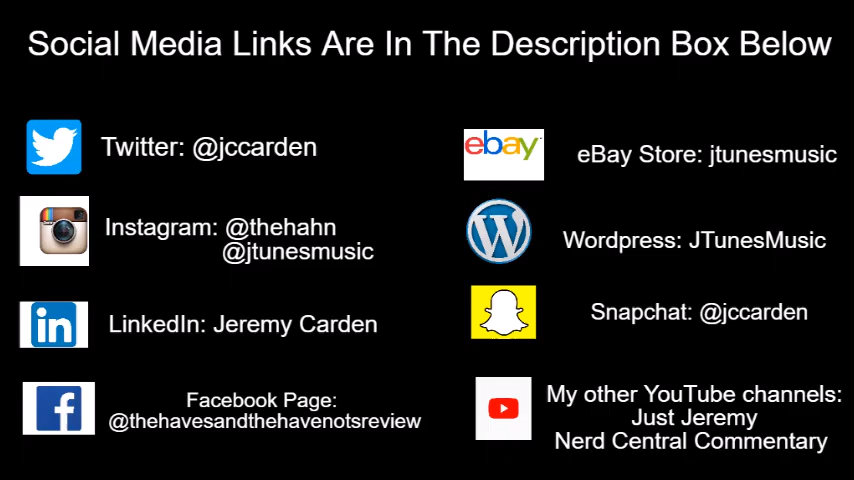 Social Media Links Are In The Description Box Below
Twitter: @jccarden
Instagram: @thehahn
@jtunesmusic
in
LinkedIn: Jeremy Carden
f
Facebook Page:
@thehavesandthehavenotsreview
ebay
eBay Store: jtunesmusic
W
Wordpress: JTunesMusic
Snapchat: @jccarden
My other YouTube channels:
Just Jeremy
Nerd Central Commentary